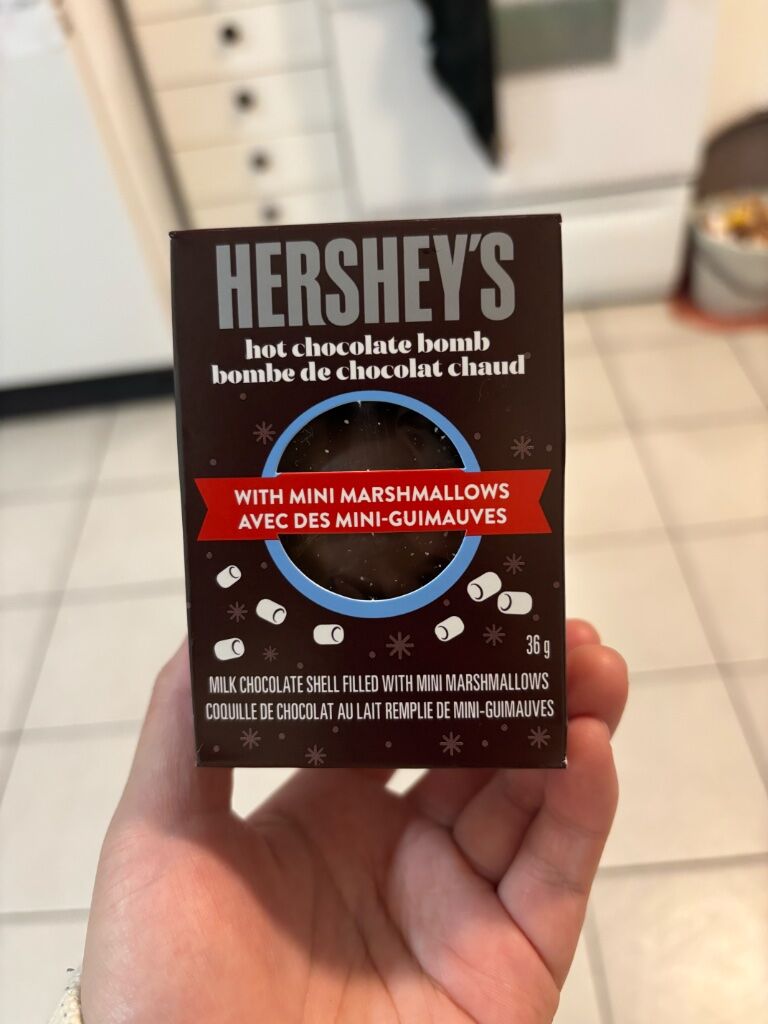 HERSHEY'S
hot chocolate bomb
bombe de chocolat chaud
WITH MINI MARSHMALLOWS
AVEC DES MINI-GUIMAUVES
36 g
MILK CHOCOLATE SHELL FILLED WITH MINI MARSHMALLOWS
COQUILLE DE CHOCOLAT AU LAIT REMPLIE DE MINI-GUIMAUVES